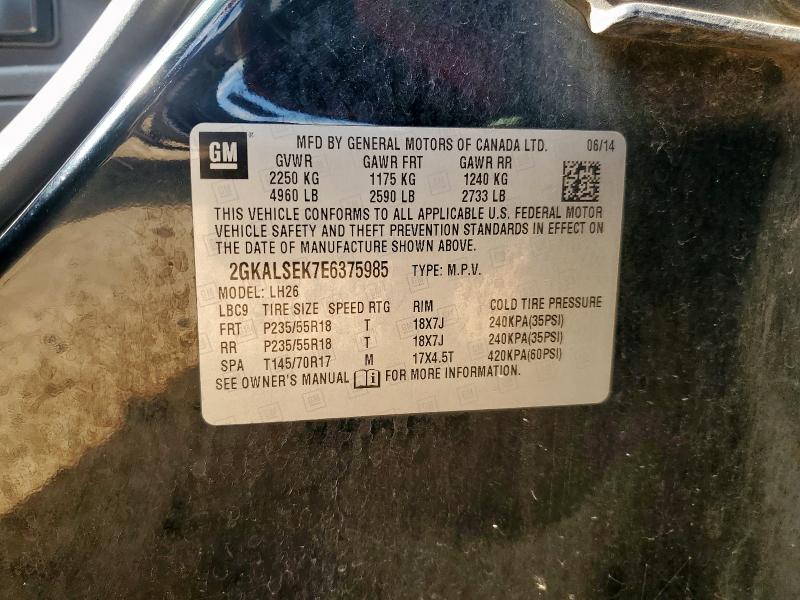 GM ® MFD BY GENERAL MOTORS OF CANADA LTD. 06/14
GVWR GAWR FRT GAWR RR
2250 KG 1175 KG 1240 KG
4960 LB 2590 LB 2733 LB
THIS VEHICLE CONFORMS TO ALL APPLICABLE U.S. FEDERAL MOTOR
VEHICLE SAFETY AND THEFT PREVENTION STANDARDS IN EFFECT ON
THE DATE OF MANUFACTURE SHOWN ABOVE.
2GKALSEK7E6375985 TYPE: M.P.V.
MODEL: LH26
LBC9 TIRE SIZE SPEED RTG RIM COLD TIRE PRESSURE
FRT P235/55R18 T 18X7J 240KPA(35PSI)
RR P235/55R18 T 18X7J 240KPA(35PSI)
SPA T145/70R17 M 17X4.5T 420KPA(60PSI)
SEE OWNER'S MANUAL FOR MORE INFORMATION.